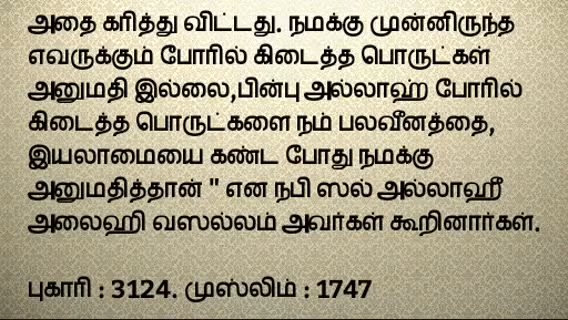 அதை கரித்து விட்டது. நமக்கு முன்னிருந்த
எவருக்கும் போரில் கிடைத்த பொருட்கள்
அனுமதி இல்லை,பின்பு அல்லாஹ் போரில்
கிடைத்த பொருட்களை நம் பலவீனத்தை,
இயலாமையை கண்ட போது நமக்கு
அனுமதித்தான் " என நபி ஸல் அல்லாஹீ
அலைஹி வஸல்லம் அவர்கள் கூறினார்கள்.
புகாரி : 3124. முஸ்லிம் : 1747